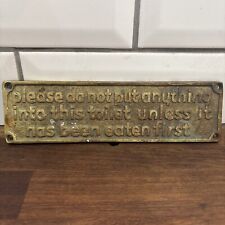 please do not put anything
into this toilet unless it
has been eaten first